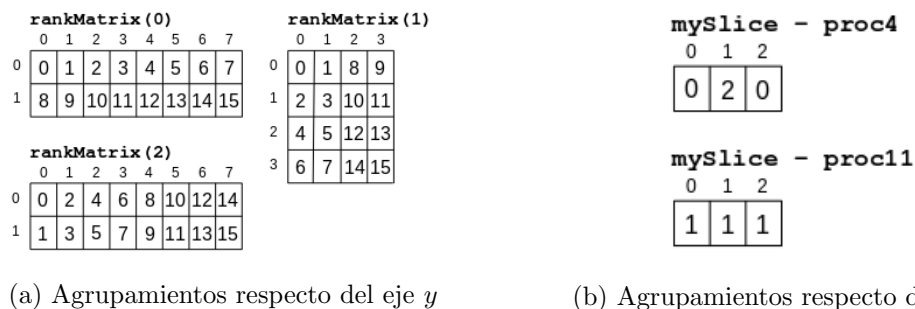 rankMatrix(0)
0 1 2 3 4 5 6 7
0 0 1 2 3 4 5 6 7
1 8 9 10 11 12 13 14 15
rankMatrix(2)
0 1 2 3 4 5 6 7
0 0 2 4 6 8 10 12 14
1 1 3 5 7 9 11 13 15
rankMatrix(1)
0 1 2 3
0 0 1 8 9
1 2 3 10 11
2 4 5 12 13
3 6 7 14 15
(a) Agrupamientos respecto del eje y
mySlice - proc4
0 1 2
0 2 0
mySlice - proc11
0 1 2
1 1 1
(b) Agrupamientos respecto d